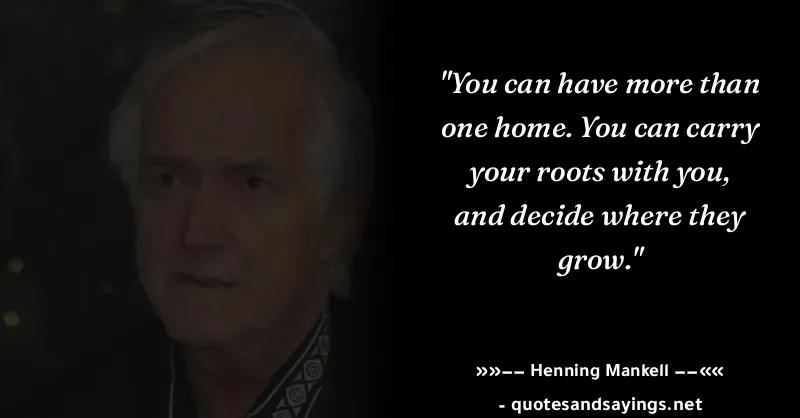 "You can have more than
one home. You can carry
your roots with you,
and decide where they
grow."
»»−− Henning Mankell −−««
- quotesandsayings.net